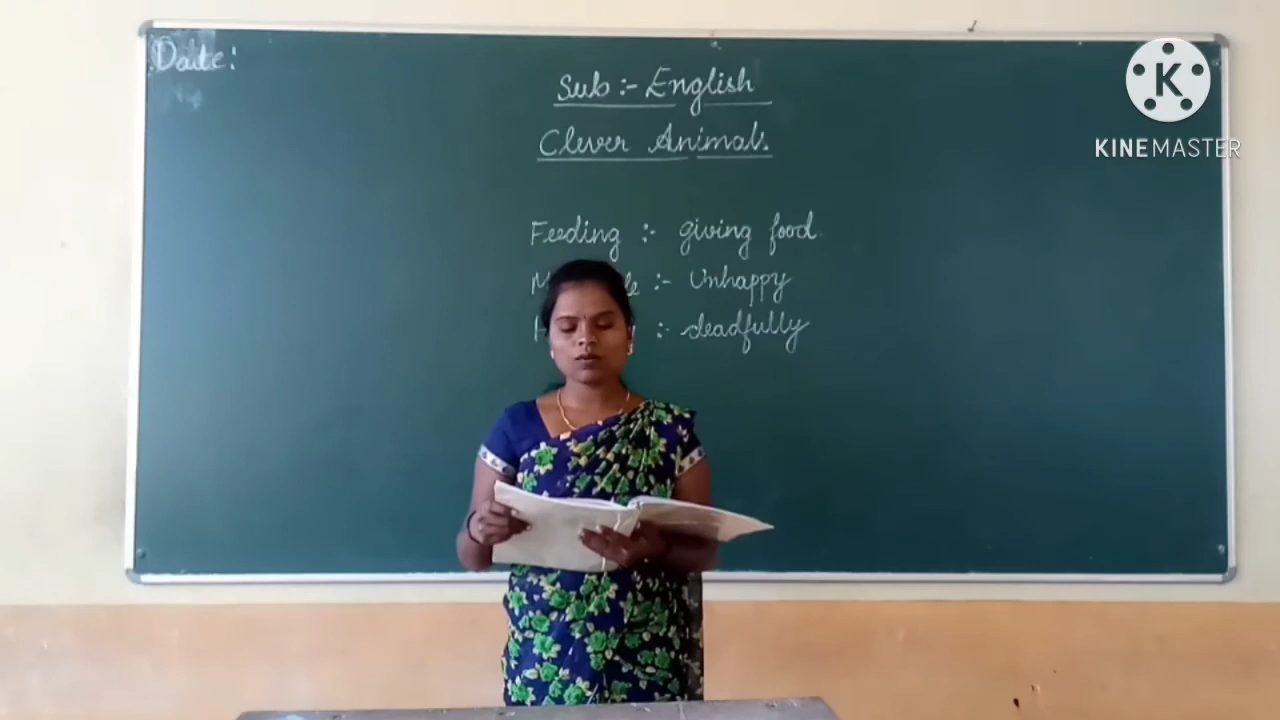 Date:
Sub :- English
Clever Animals
Feeding :- giving food.
:- Unhappy
:- deadfully
K
KINEMASTER